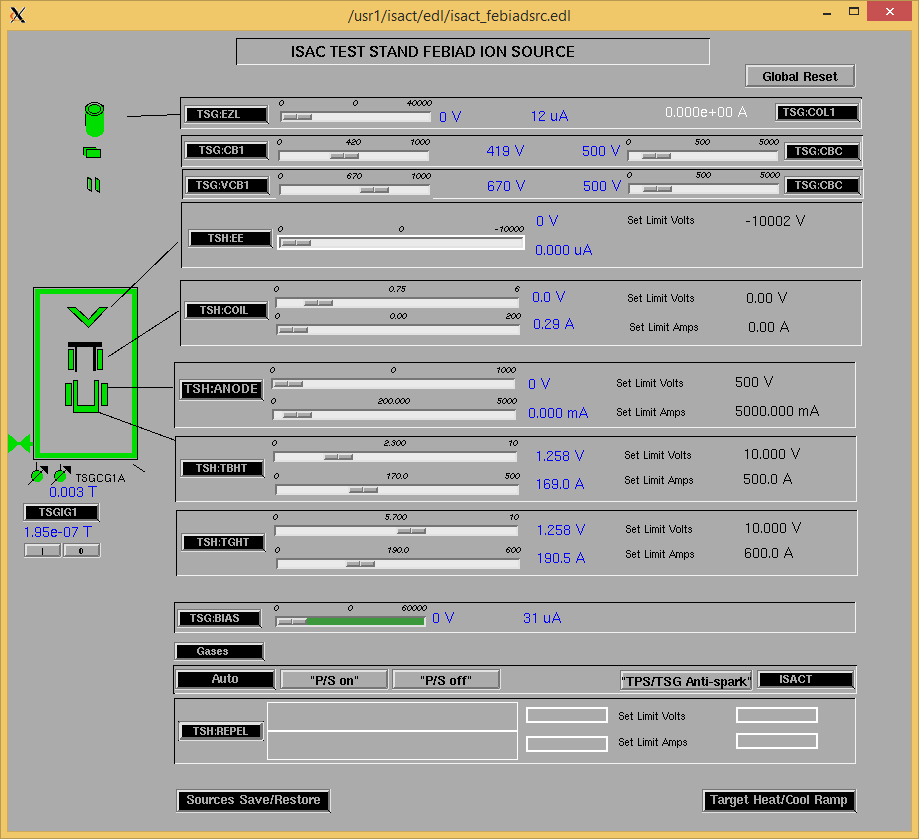 /usr1/isact/edl/isact_febiadsrc.edl
ISAC TEST STAND FEBIAD ION SOURCE
Global Reset
TSG:EZL 0 0 40000 0 V 12 uA 0.000e+00 A TSG:COL1
TSG:CB1 0 420 1000 419 V 500 V 0 500 5000 TSG:CBC
TSG:VCB1 0 670 1000 670 V 500 V 0 500 5000 TSG:CBC
TSH:EE 0 0 -10000 0 V Set Limit Volts -10002 V
0.000 uA
TSH:COIL 0 0.75 6 0.0 V Set Limit Volts 0.00 V
0 0.00 200 0.29 A Set Limit Amps 0.00 A
TSH:ANODE 0 0 1000 0 V Set Limit Volts 500 V
0 200.000 5000 0.000 mA Set Limit Amps 5000.000 mA
TSH:TBHT 0 2.300 10 1.258 V Set Limit Volts 10.000 V
0 170.0 500 169.0 A Set Limit Amps 500.0 A
TSGCG1A
0.003 T
TSGIG1
1.95e-07 T
I 0
TSH:TGHT 0 5.700 10 1.258 V Set Limit Volts 10.000 V
0 190.0 600 190.5 A Set Limit Amps 600.0 A
TSG:BIAS 0 0 60000 0 V 31 uA
Gases
Auto "P/S on" "P/S off" "TPS/TSG Anti-spark" ISACT
TSH:REPEL Set Limit Volts
Set Limit Amps
Sources Save/Restore Target Heat/Cool Ramp